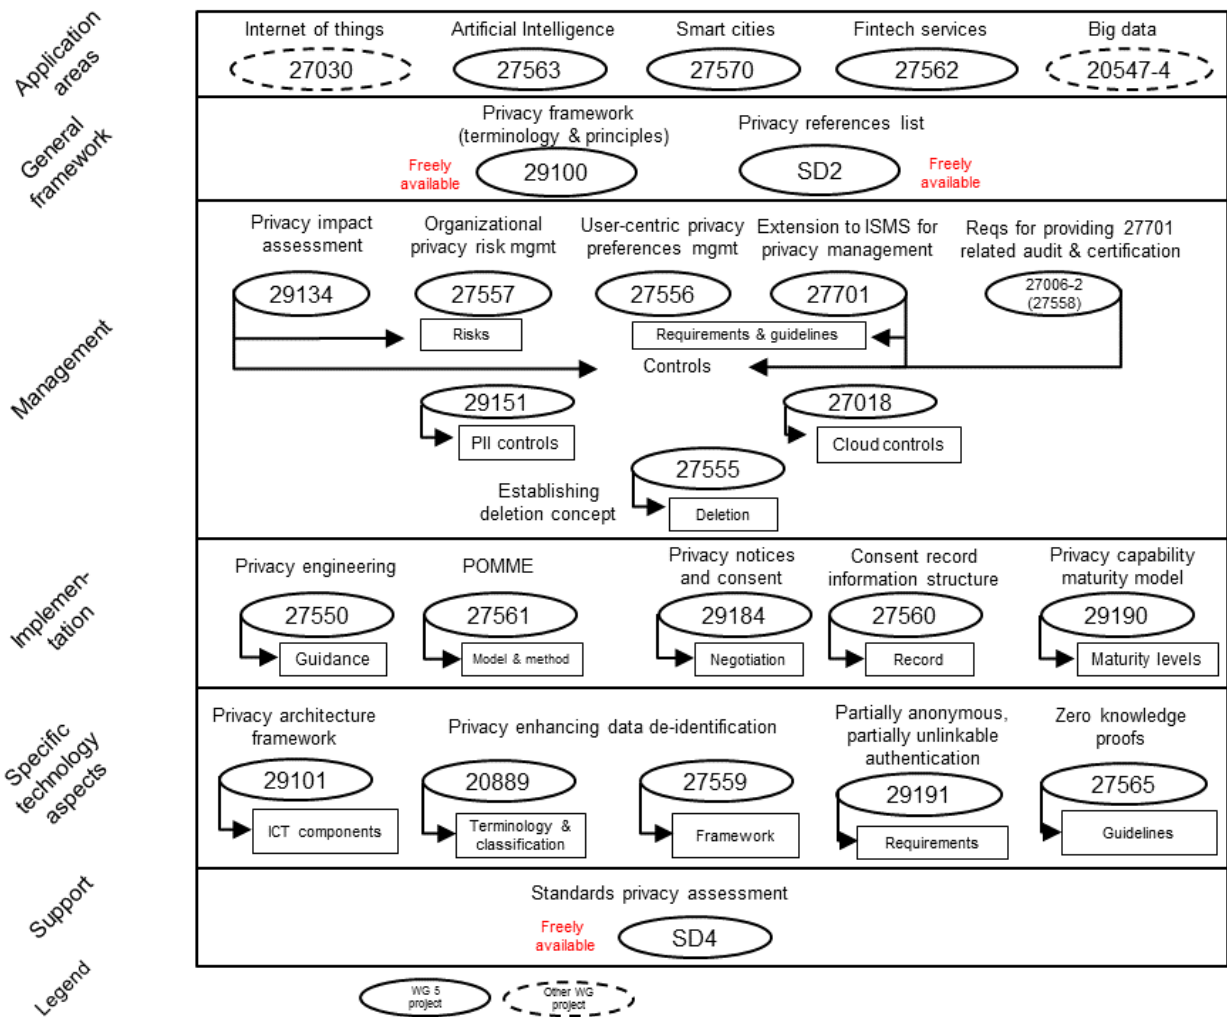 Application
areas
Internet of things
Artificial Intelligence
Smart cities
Fintech services
Big data
27030
27563
27570
27562
20547-4
General
framework
Privacy framework
(terminology & principles)
Privacy references list
Freely
available
29100
SD2
Freely
available
Management
Privacy impact
assessment
Organizational
privacy risk mgmt
User-centric privacy
preferences mgmt
Extension to ISMS for
privacy management
Reqs for providing 27701
related audit & certification
29134
27557
27556
27701
27006-2
(27558)
Risks
Requirements & guidelines
Controls
29151
27018
PII controls
Cloud controls
27555
Establishing
deletion concept
Deletion
Implemen-
tation
Privacy engineering
POMME
Privacy notices
and consent
Consent record
information structure
Privacy capability
maturity model
27550
27561
29184
27560
29190
Guidance
Model & method
Negotiation
Record
Maturity levels
Specific
technology
aspects
Privacy architecture
framework
Privacy enhancing data de-identification
Partially anonymous,
partially unlinkable
authentication
Zero knowledge
proofs
29101
20889
27559
29191
27565
ICT components
Terminology &
classification
Framework
Requirements
Guidelines
Support
Standards privacy assessment
Freely
available
SD4
Legend
WG 5
project
Other WG
project